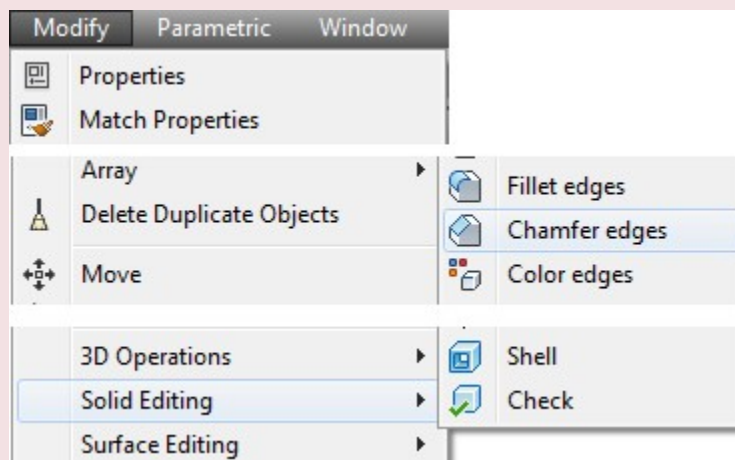 Modify Parametric Window
Properties
Match Properties
Array
Delete Duplicate Objects
Move
3D Operations
Solid Editing
Surface Editing
Fillet edges
Chamfer edges
Color edges
Shell
Check